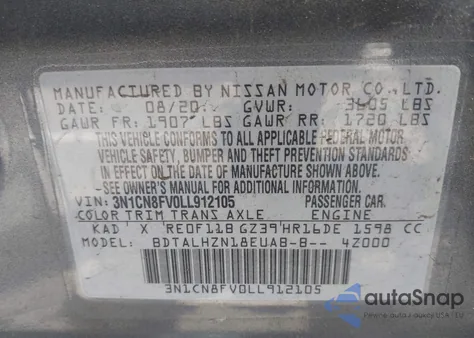 MANUFACTURED BY NISSAN MOTOR CO., LTD.
DATE: 08/20 GVWR: 3605 LBS
GAWR FR: 1907 LBS GAWR RR: 1720 LBS
THIS VEHICLE CONFORMS TO ALL APPLICABLE FEDERAL MOTOR
VEHICLE SAFETY, BUMPER AND THEFT PREVENTION STANDARDS
IN EFFECT ON THE DATE OF MANUFACTURE SHOWN ABOVE.
-SEE OWNER'S MANUAL FOR ADDITIONAL INFORMATION-
VIN: 3N1CN8FV0LL912105 PASSENGER CAR.
COLOR TRIM TRANS AXLE ENGINE
KAD X RE0F11B GZ39 HR16DE 1598 CC
MODEL: BDTALHZN18EUA8-B-- 4Z000
3N1CN8FV0LL912105
autoSnap